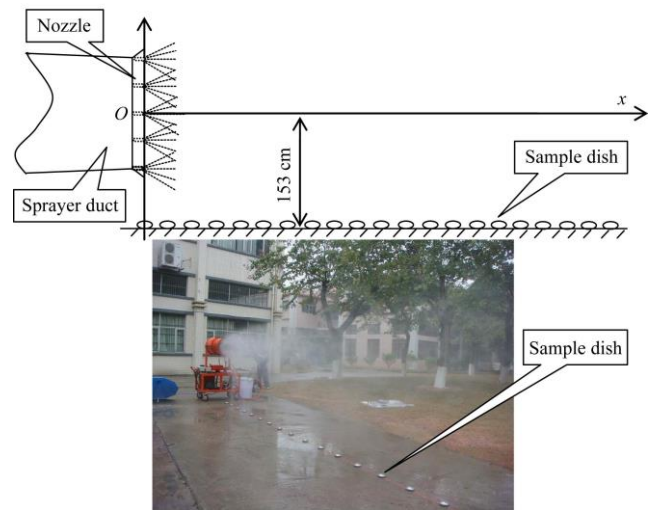 Nozzle
O
x
153 cm
Sample dish
Sprayer duct
Sample dish